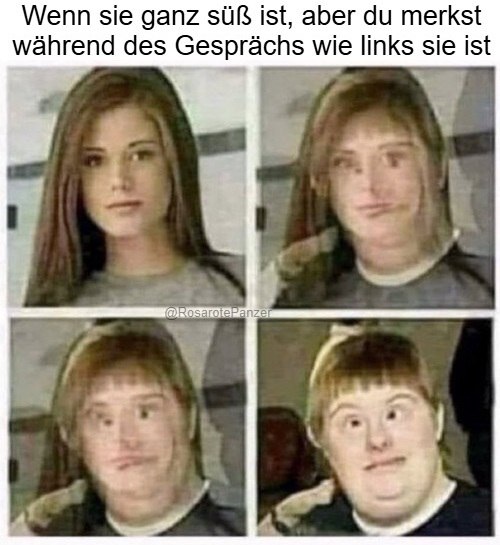 Wenn sie ganz süß ist, aber du merkst
während des Gesprächs wie links sie ist
@RosarotePanzer